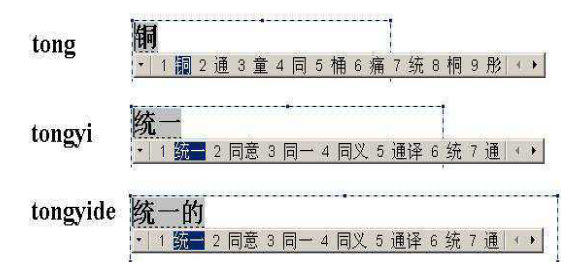 tong 铜
1 铜 2 通 3 童 4 同 5 桶 6 痛 7 统 8 桐 9 彤
tongyi 统一
1 统一 2 同意 3 同一 4 同义 5 通译 6 统 7 通
tongyide 统一的
1 统一 2 同意 3 同一 4 同义 5 通译 6 统 7 通